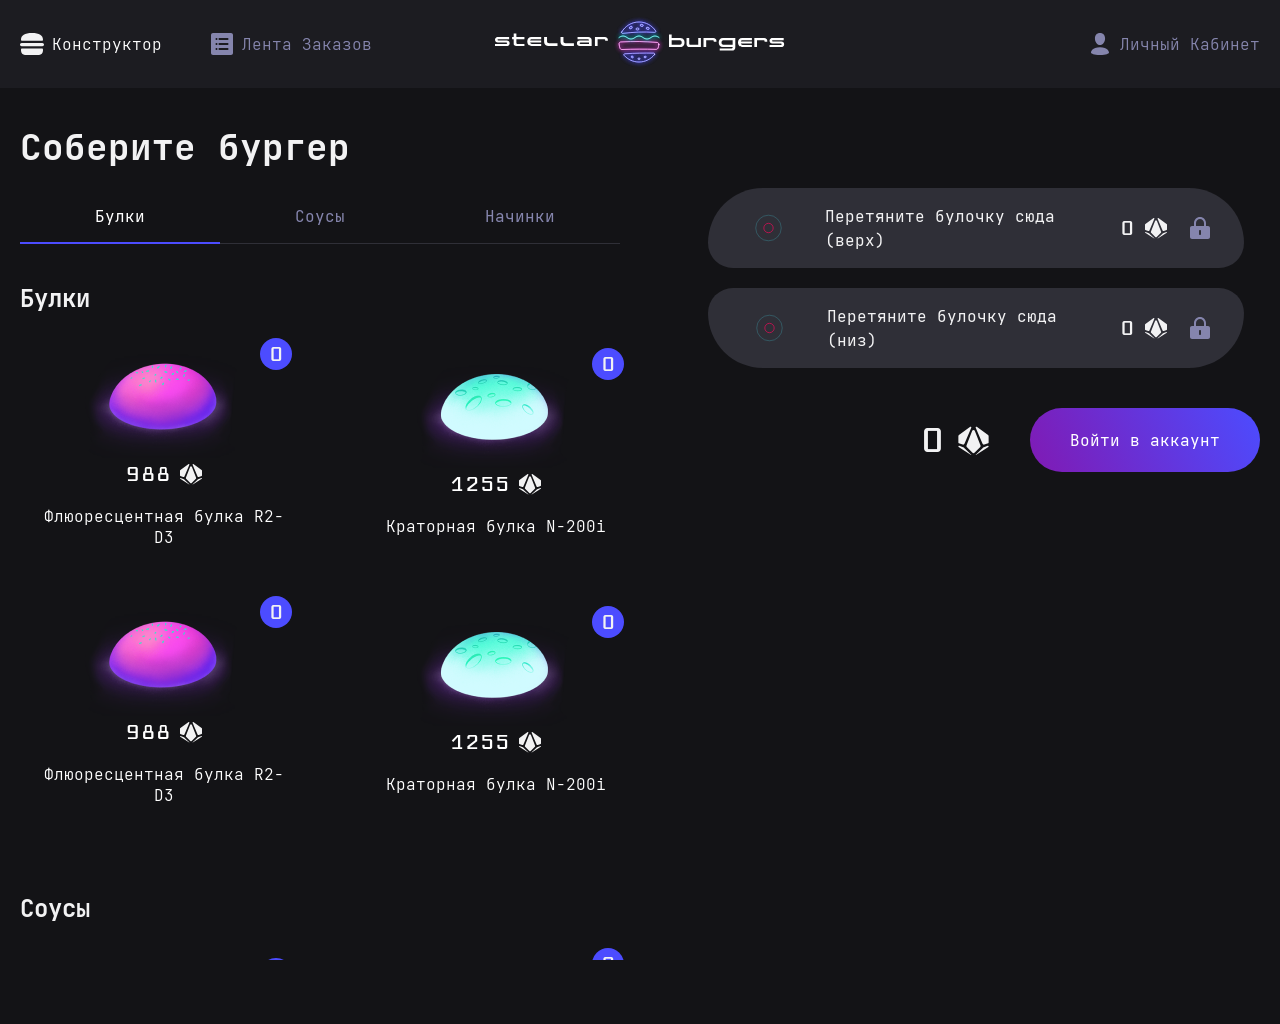 Конструктор
Лента Заказов
stellar burgers
Личный Кабинет
Соберите бургер
Булки
Соусы
Начинки
Булки
0
988
Флюоресцентная булка R2-
D3
0
1255
Краторная булка N-200i
0
988
Флюоресцентная булка R2-
D3
0
1255
Краторная булка N-200i
Соусы
Перетяните булочку сюда
(верх)
0
Перетяните булочку сюда
(низ)
0
0
Войти в аккаунт